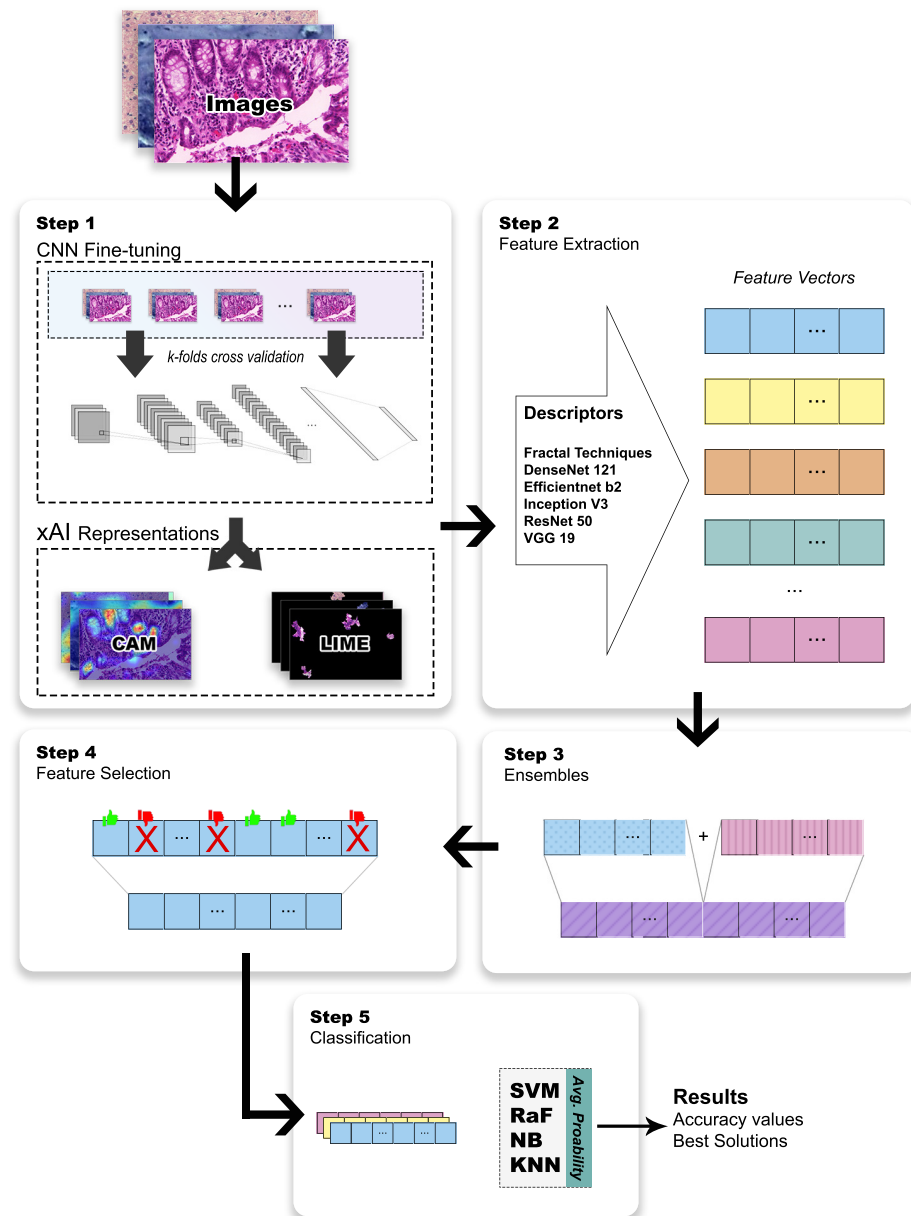 Images
Step 1
CNN Fine-tuning
...
k-folds cross validation
...
xAI Representations
CAM
LIME
Step 2
Feature Extraction
Feature Vectors
...
...
Descriptors
Fractal Techniques
DenseNet 121
Efficientnet b2
Inception V3
ResNet 50
VGG 19
...
...
...
...
Step 3
Ensembles
... + ...
... ...
Step 4
Feature Selection
X ... X ... X
... ...
Step 5
Classification
... ...
SVM
RaF
NB
KNN
Avg. Proability
Results
Accuracy values
Best Solutions